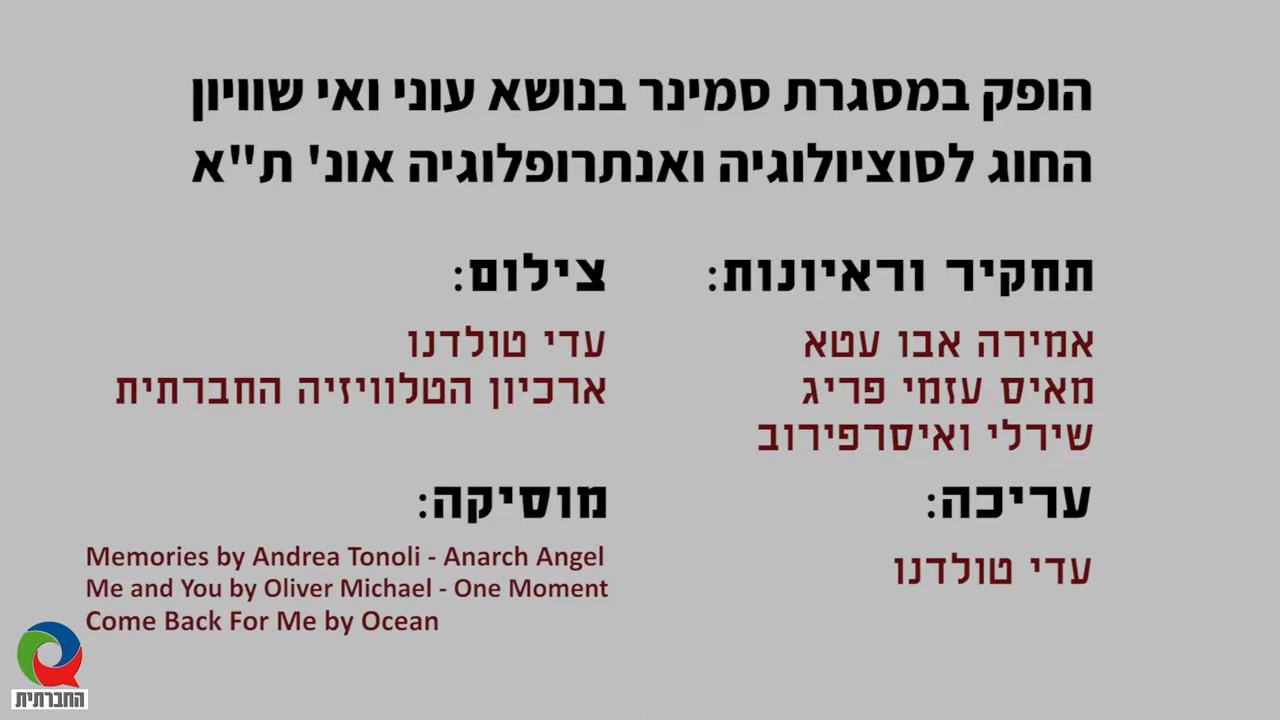 הופק במסגרת סמינר בנושא עוני ואי שוויון
החוג לסוציולוגיה ואנתרופלוגיה אונ' ת"א
תחקיר וראיונות:
אמירה אבו עטא
מאיס עזמי פריג
שירלי ואיסרפירוב
צילום:
עדי טולדנו
ארכיון הטלוויזיה החברתית
עריכה:
עדי טולדנו
מוסיקה:
Memories by Andrea Tonoli - Anarch Angel
Me and You by Oliver Michael - One Moment
Come Back For Me by Ocean
החברתית